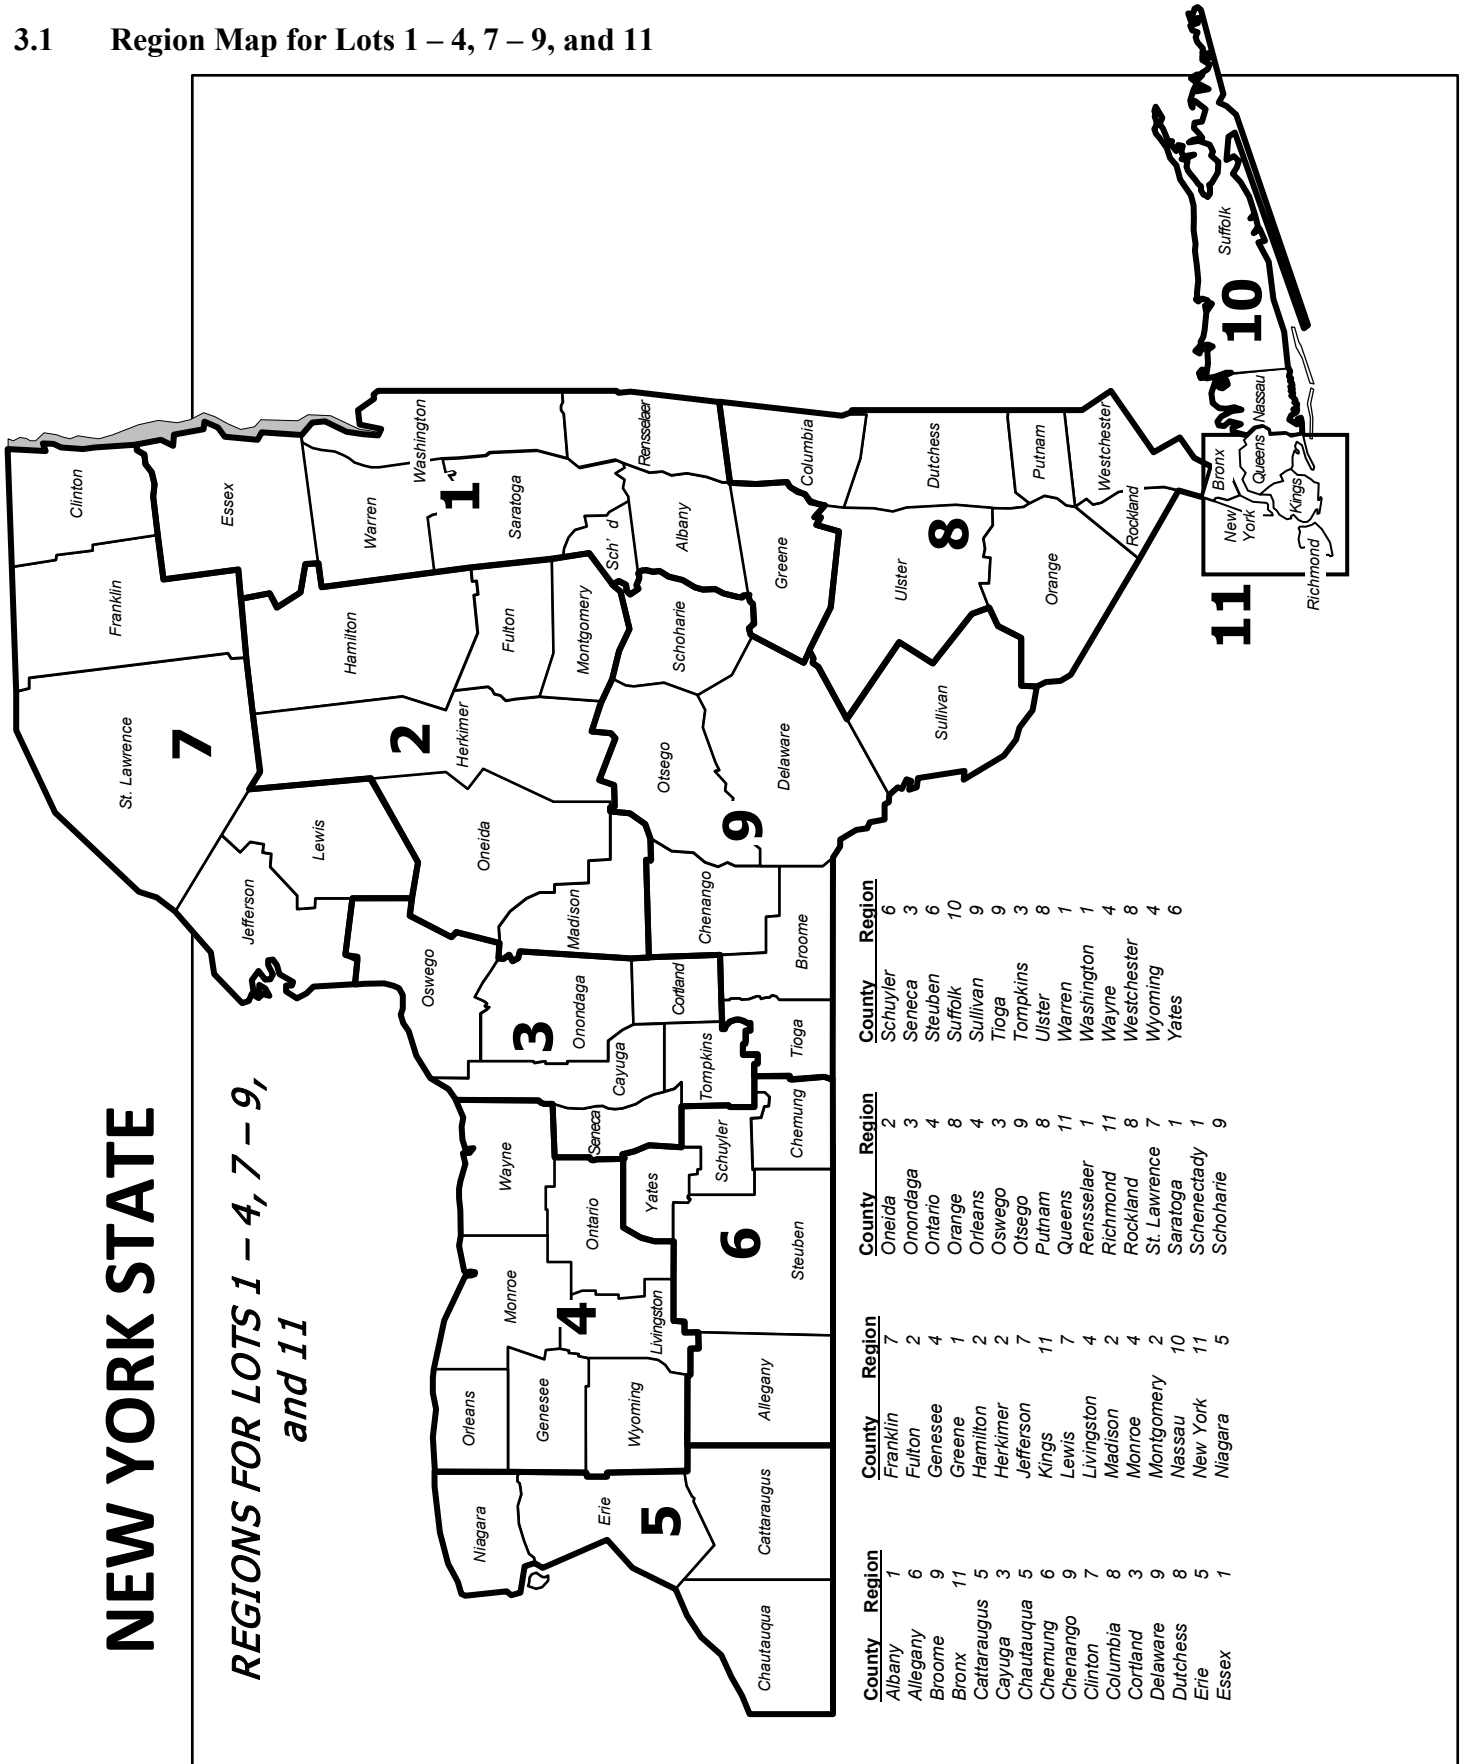 3.1 Region Map for Lots 1 – 4, 7 – 9, and 11
NEW YORK STATE
REGIONS FOR LOTS 1 – 4, 7 – 9,
and 11
Clinton
Franklin
St. Lawrence
7
Essex
Jefferson
Lewis
Hamilton
Warren
Washington
1
Saratoga
Rensselaer
Sch' d
Albany
2
Herkimer
Fulton
Montgomery
Oneida
Madison
Oswego
3
Onondaga
Cayuga
Cortland
Tompkins
Seneca
Wayne
Ontario
Monroe
4
Livingston
Orleans
Genesee
Wyoming
Niagara
Erie
5
Cattaraugus
Chautauqua
Yates
Schuyler
Chemung
6
Steuben
Allegany
Schoharie
Otsego
Delaware
9
Chenango
Broome
Tioga
Sullivan
Greene
Columbia
Ulster
8
Dutchess
Putnam
Orange
Westchester
Rockland
11
New
York
Bronx
Queens
Kings
Richmond
10
Nassau
Suffolk
County Region
Albany 1
Allegany 6
Broome 9
Bronx 11
Cattaraugus 5
Cayuga 3
Chautauqua 5
Chemung 6
Chenango 9
Clinton 7
Columbia 8
Cortland 3
Delaware 9
Dutchess 8
Erie 5
Essex 1
County Region
Franklin 7
Fulton 2
Genesee 4
Greene 1
Hamilton 2
Herkimer 2
Jefferson 7
Kings 11
Lewis 7
Livingston 4
Madison 2
Monroe 4
Montgomery 2
Nassau 10
New York 11
Niagara 5
County Region
Oneida 2
Onondaga 3
Ontario 4
Orange 8
Orleans 4
Oswego 3
Otsego 9
Putnam 8
Queens 11
Rensselaer 1
Richmond 11
Rockland 8
St. Lawrence 7
Saratoga 1
Schenectady 1
Schoharie 9
County Region
Schuyler 6
Seneca 3
Steuben 6
Suffolk 10
Sullivan 9
Tioga 9
Tompkins 3
Ulster 8
Warren 1
Washington 1
Wayne 4
Westchester 8
Wyoming 4
Yates 6